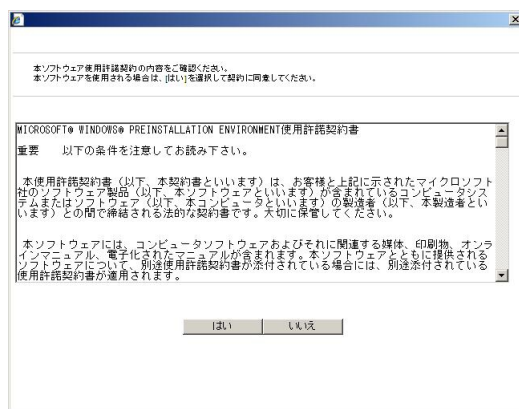 本ソフトウェア使用許諾契約の内容をご確認ください。
本ソフトウェアを使用される場合は、[はい]を選択して契約に同意してください。
MICROSOFT® WINDOWS® PREINSTALLATION ENVIRONMENT使用許諾契約書
重要　以下の条件を注意してお読み下さい。
本使用許諾契約書（以下、本契約書といいます）は、お客様と上記に示されたマイクロソフト
社のソフトウェア製品（以下、本ソフトウェアといいます）が含まれているコンピュータシス
テムまたはソフトウェア（以下、本コンピュータといいます）の製造者（以下、本製造者とい
います）との間で締結される法的な契約書です。大切に保管してください。
本ソフトウェアには、コンピュータソフトウェアおよびそれに関連する媒体、印刷物、オンラ
インマニュアル、電子化されたマニュアルが含まれます。本ソフトウェアとともに提供される
ソフトウェアについて、別途使用許諾契約書が添付されている場合には、別途添付されている
使用許諾契約書が適用されます。
はい
いいえ